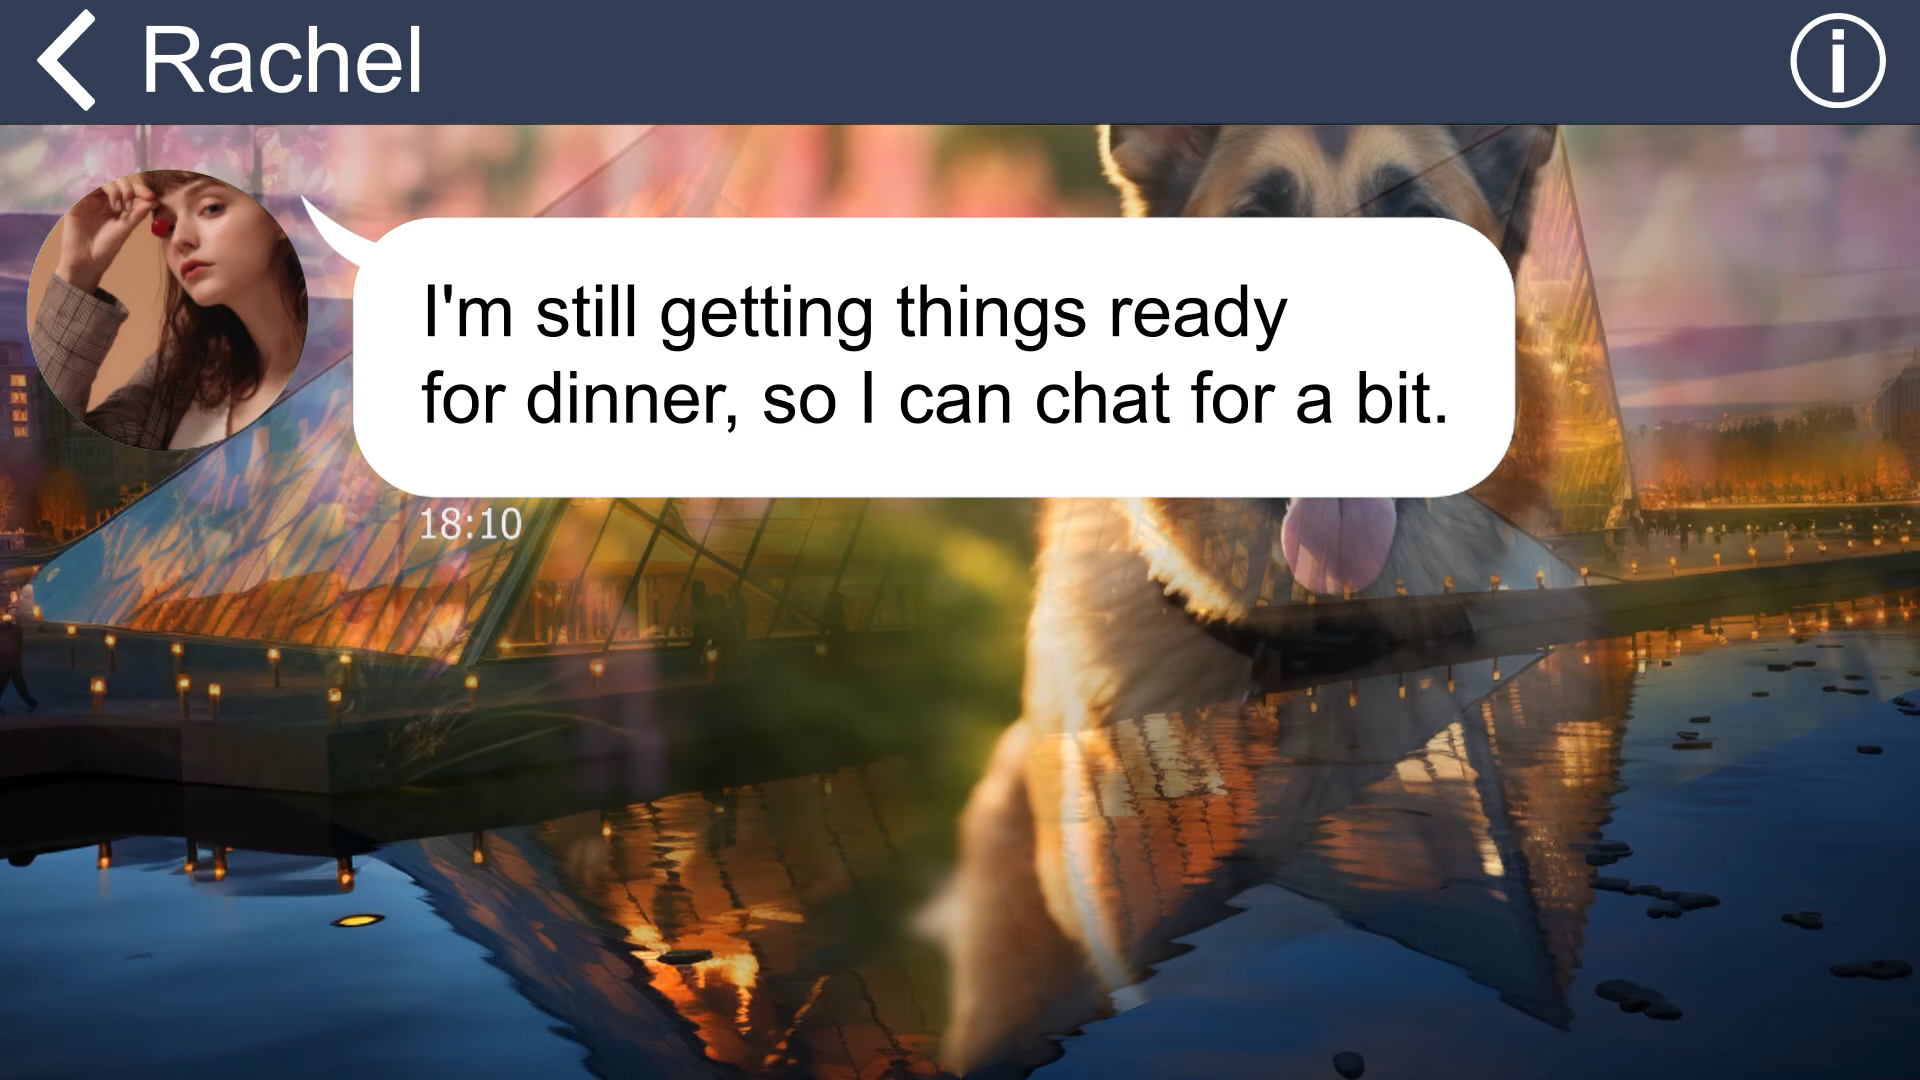 Rachel
I'm still getting things ready
for dinner, so I can chat for a bit.
18:10